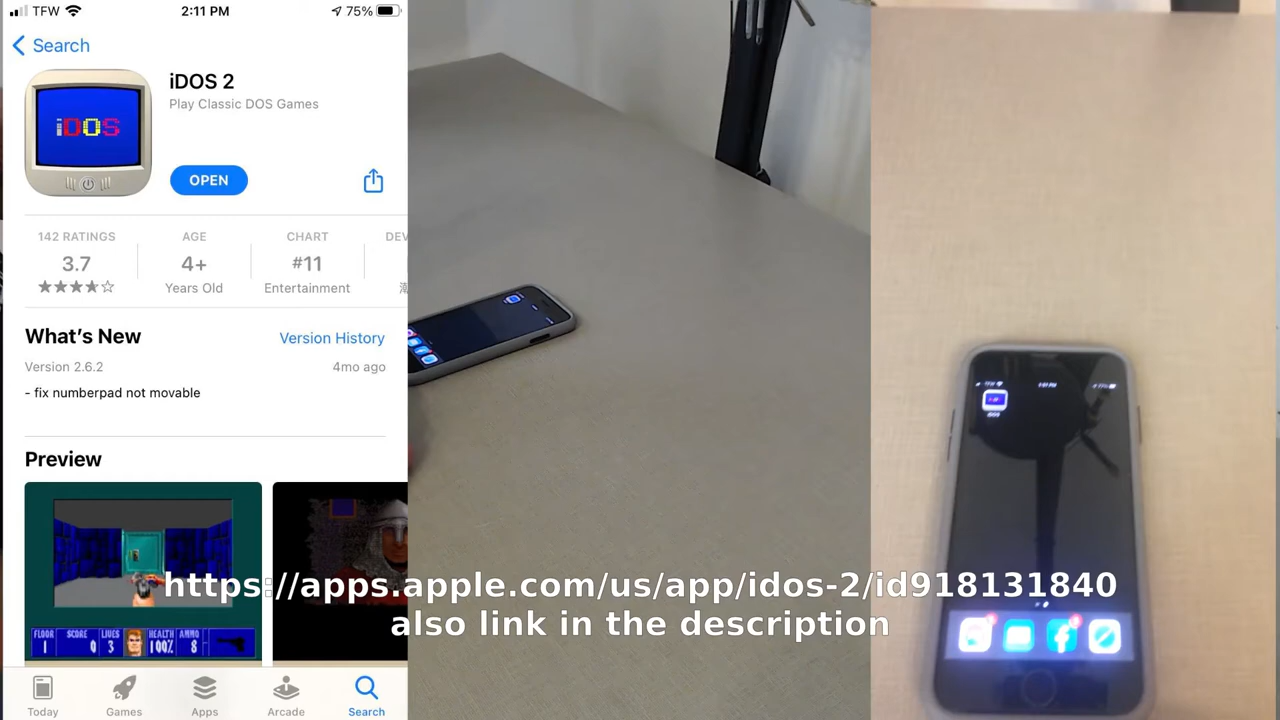 TFW 2:11 PM 75%
Search
iDOS
iDOS 2
Play Classic DOS Games
OPEN
142 RATINGS AGE CHART DEV
3.7 4+ #11
Years Old Entertainment
What's New Version History
Version 2.6.2 4mo ago
- fix numberpad not movable
Preview
FLOOR SCORE LIVES HEALTH AMMO
1 0 3 100% 8
https://apps.apple.com/us/app/idos-2/id918131840
also link in the description
Today Games Apps Arcade Search